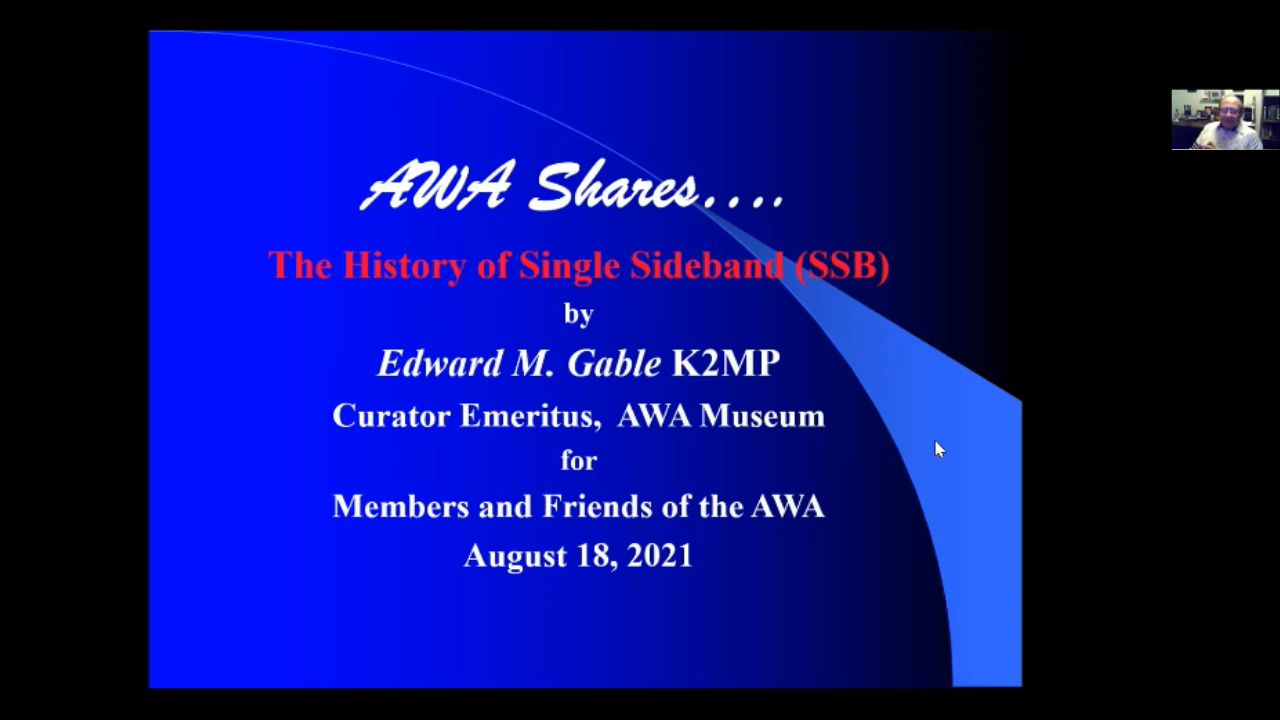 AWA Shares....
The History of Single Sideband (SSB)
by
Edward M. Gable K2MP
Curator Emeritus, AWA Museum
for
Members and Friends of the AWA
August 18, 2021